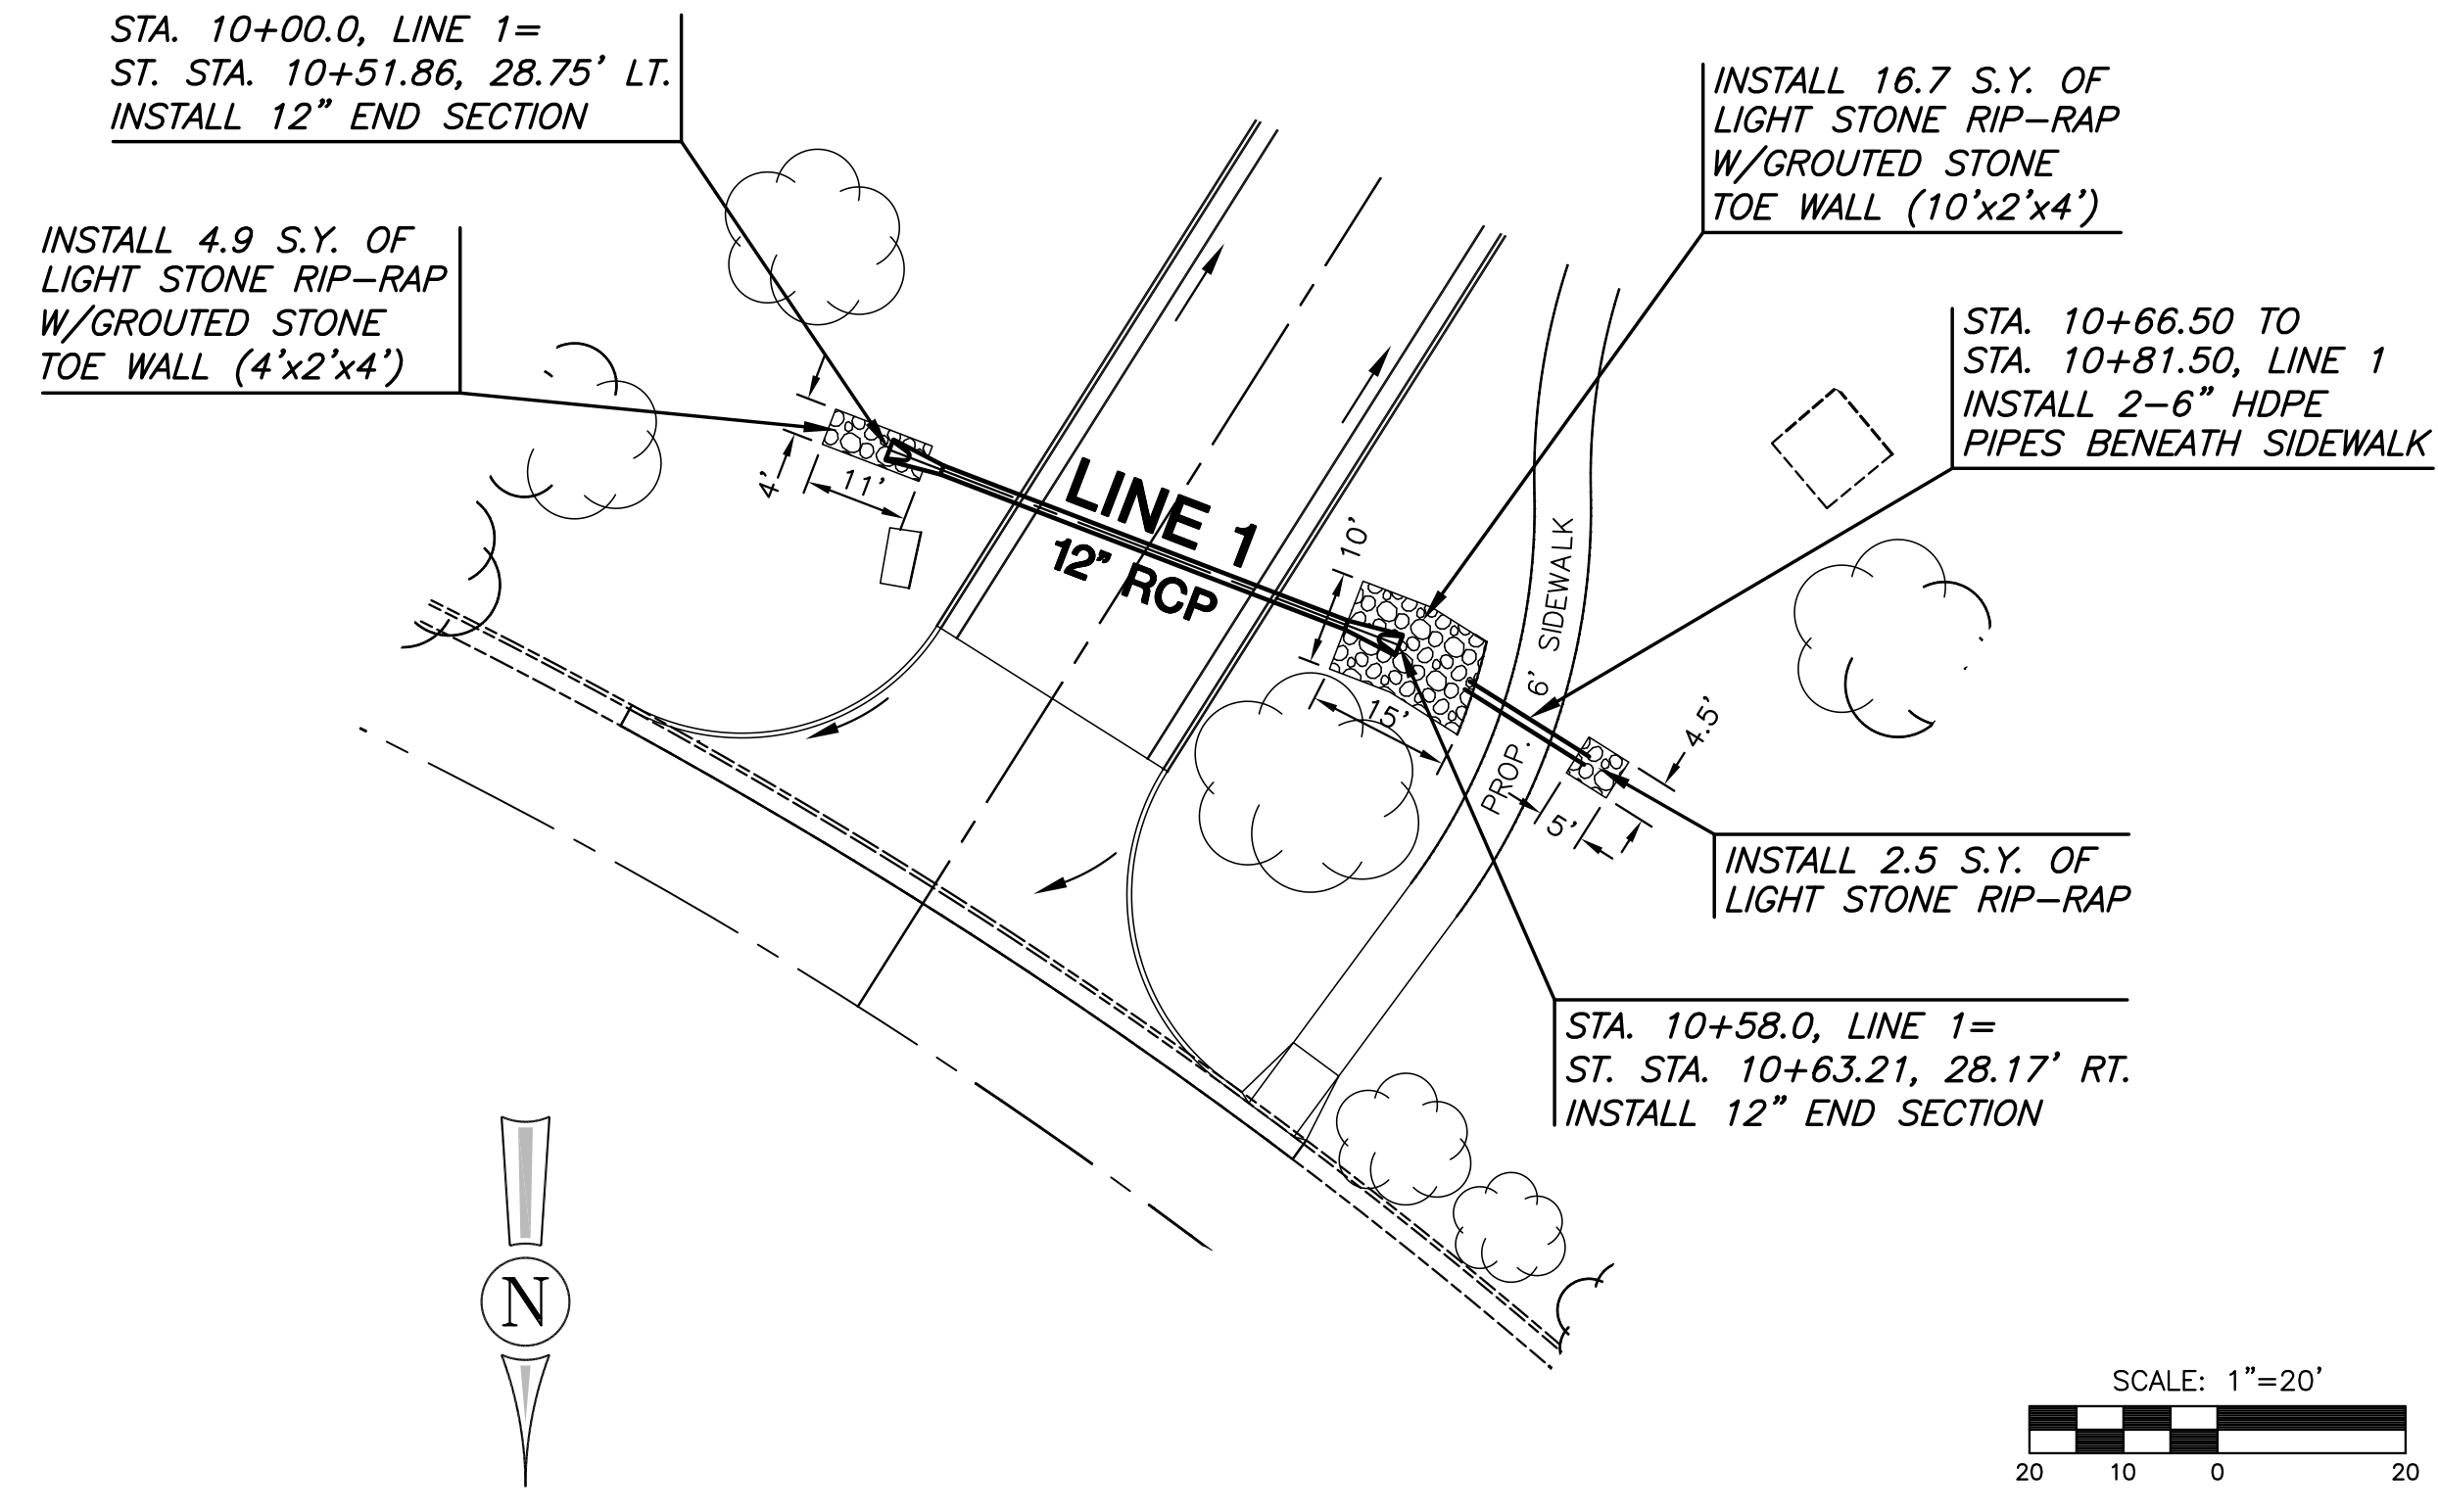 STA. 10+00.0, LINE 1=
ST. STA. 10+51.86, 28.75' LT.
INSTALL 12" END SECTION
INSTALL 16.7 S.Y. OF
LIGHT STONE RIP-RAP
W/GROUTED STONE
TOE WALL (10'x2'x4')
INSTALL 4.9 S.Y. OF
LIGHT STONE RIP-RAP
W/GROUTED STONE
TOE WALL (4'x2'x4')
STA. 10+66.50 TO
STA. 10+81.50, LINE 1
INSTALL 2-6" HDPE
PIPES BENEATH SIDEWALK
4'
11'
LINE 1
12" RCP
10'
15'
PROP. 6' SIDEWALK
4.5'
5'
INSTALL 2.5 S.Y. OF
LIGHT STONE RIP-RAP
STA. 10+58.0, LINE 1=
ST. STA. 10+63.21, 28.17' RT.
INSTALL 12" END SECTION
N
SCALE: 1"=20'
20 10 0 20